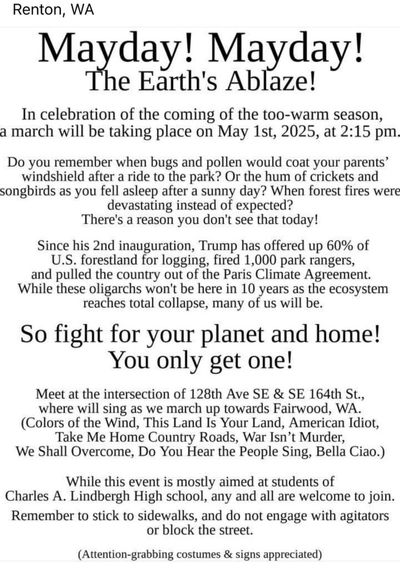 Renton, WA
Mayday! Mayday!
The Earth's Ablaze!
In celebration of the coming of the too-warm season,
a march will be taking place on May 1st, 2025, at 2:15 pm.
Do you remember when bugs and pollen would coat your parents’
windshield after a ride to the park? Or the hum of crickets and
songbirds as you fell asleep after a sunny day? When forest fires were
devastating instead of expected?
There's a reason you don't see that today!
Since his 2nd inauguration, Trump has offered up 60% of
U.S. forestland for logging, fired 1,000 park rangers,
and pulled the country out of the Paris Climate Agreement.
While these oligarchs won't be here in 10 years as the ecosystem
reaches total collapse, many of us will be.
So fight for your planet and home!
You only get one!
Meet at the intersection of 128th Ave SE & SE 164th St.,
where will sing as we march up towards Fairwood, WA.
(Colors of the Wind, This Land Is Your Land, American Idiot,
Take Me Home Country Roads, War Isn’t Murder,
We Shall Overcome, Do You Hear the People Sing, Bella Ciao.)
While this event is mostly aimed at students of
Charles A. Lindbergh High school, any and all are welcome to join.
Remember to stick to sidewalks, and do not engage with agitators
or block the street.
(Attention-grabbing costumes & signs appreciated)